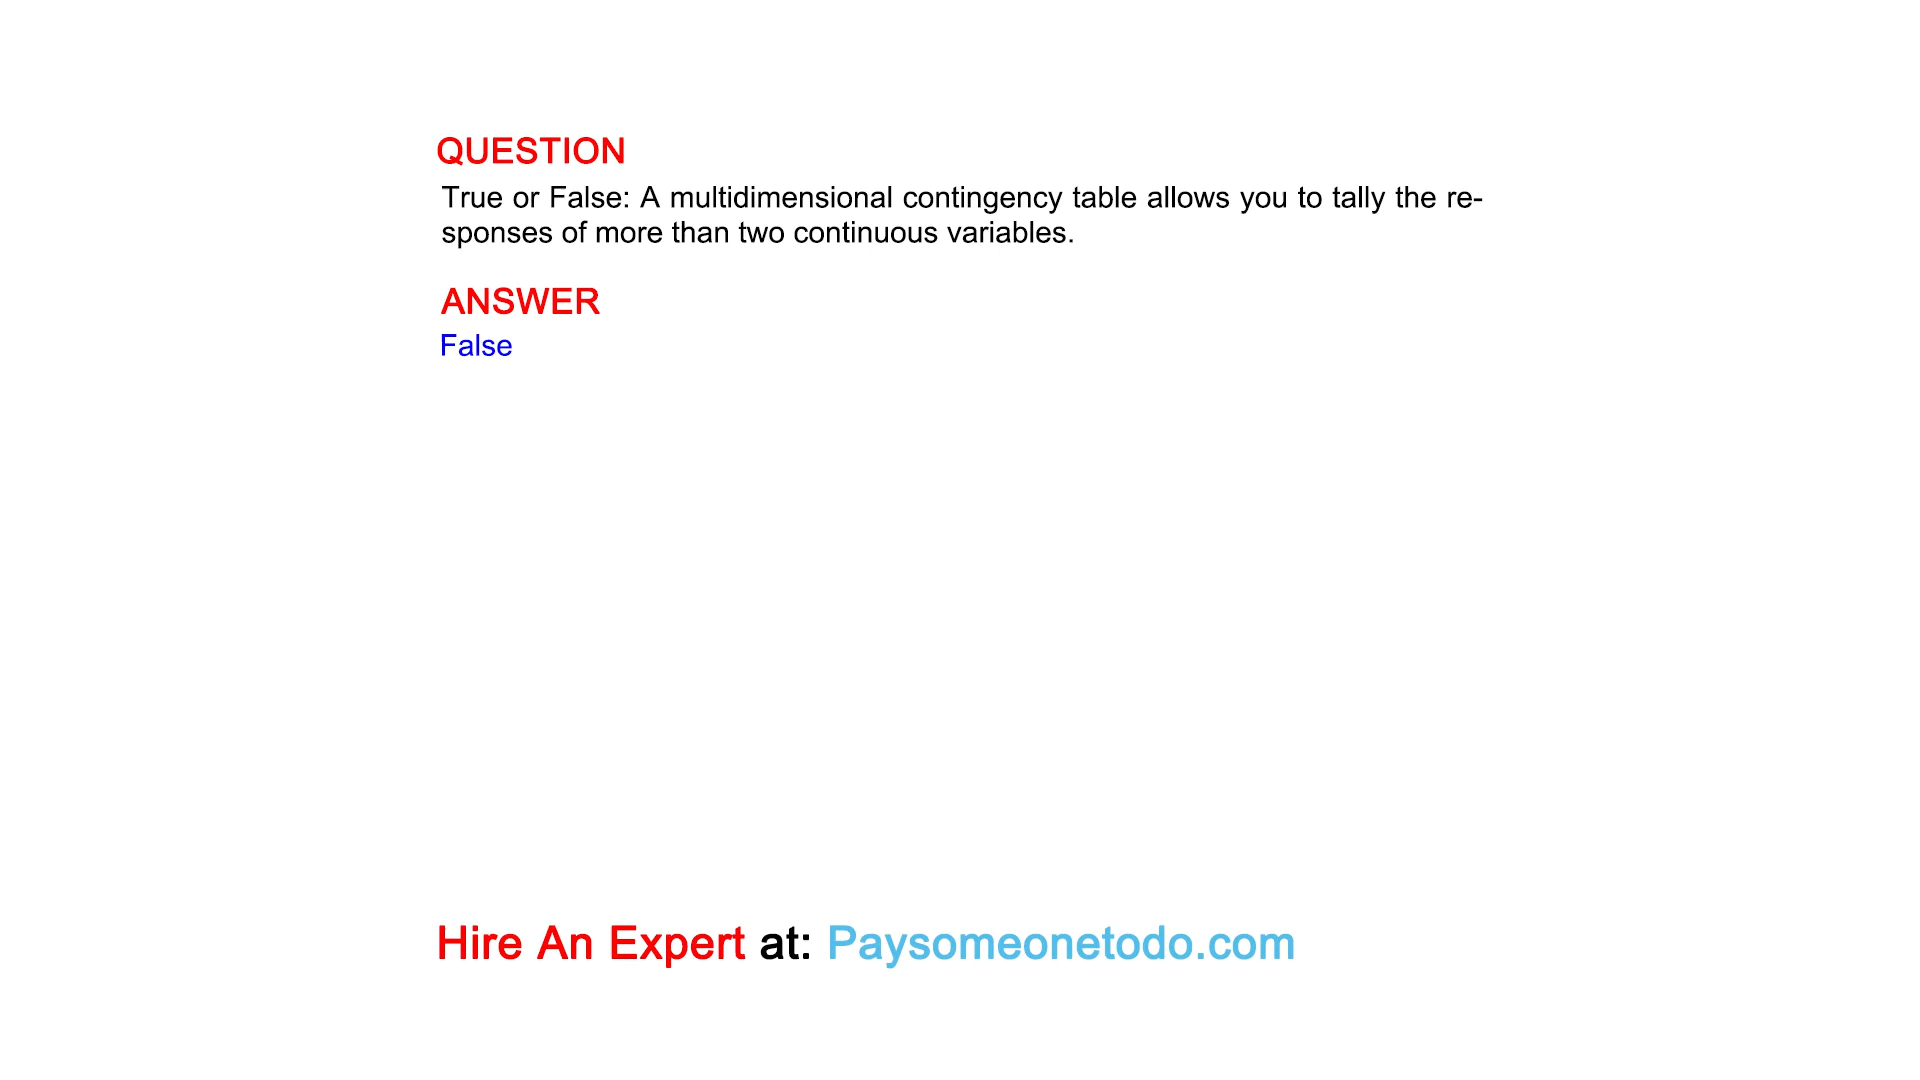 QUESTION
True or False: A multidimensional contingency table allows you to tally the re-
sponses of more than two continuous variables.
ANSWER
False
Hire An Expert at: Paysomeonetodo.com